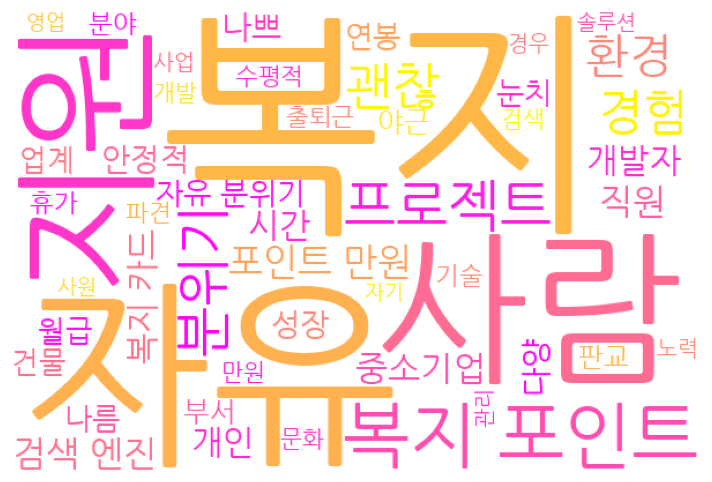 영업
분야
나쁘
연봉
솔루션
지원
복지
사업
수평적
경우
환경
개발
괜찮
눈치
출퇴근
야근
검색
경험
업계
안정적
개발자
휴가
파견
자유 분위기
시간
프로젝트
직원
분위기
복지 카드
포인트 만원
기술
사람
사원
자기
자유
월급
성장
건물
만원
중소기업
다양
판교
노력
나름
부서
관리
검색 엔진
개인
문화
복지 포인트